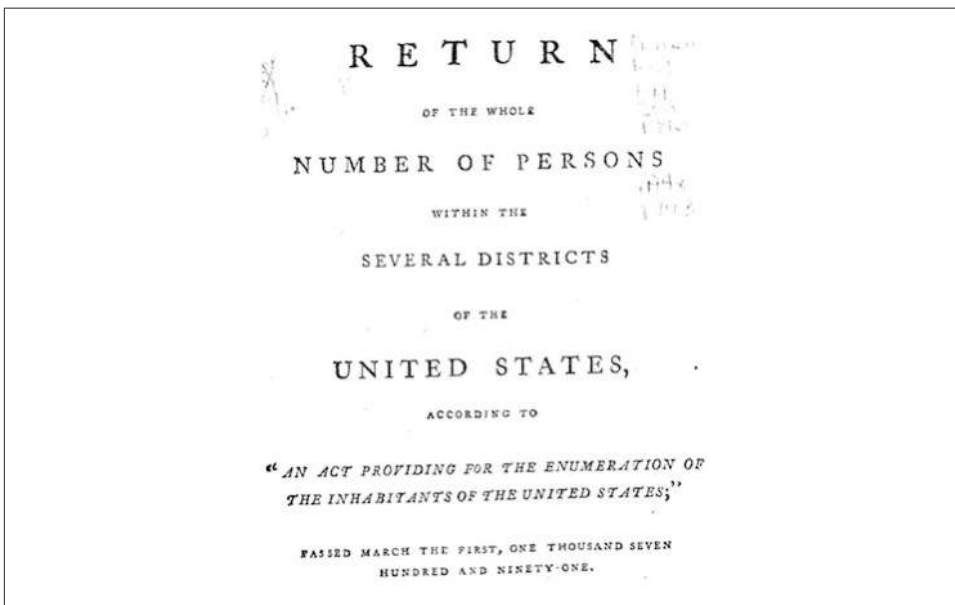 RETURN
OF THE WHOLE
NUMBER OF PERSONS
WITHIN THE
SEVERAL DISTRICTS
OF THE
UNITED STATES,
ACCORDING TO
“AN ACT PROVIDING FOR THE ENUMERATION OF
THE INHABITANTS OF THE UNITED STATES;”
PASSED MARCH THE FIRST, ONE THOUSAND SEVEN
HUNDRED AND NINETY-ONE.